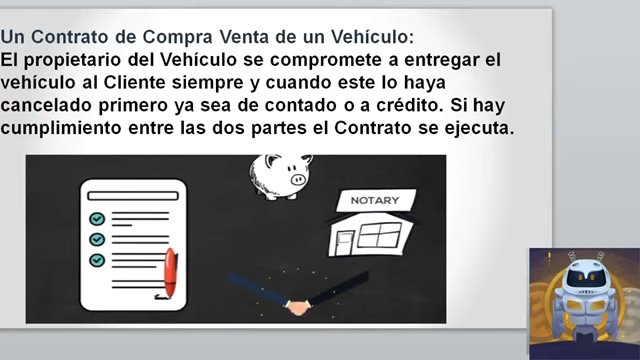 Un Contrato de Compra Venta de un Vehículo:
El propietario del Vehículo se compromete a entregar el
vehículo al Cliente siempre y cuando este lo haya
cancelado primero ya sea de contado o a crédito. Si hay
cumplimiento entre las dos partes el Contrato se ejecuta.
NOTARY